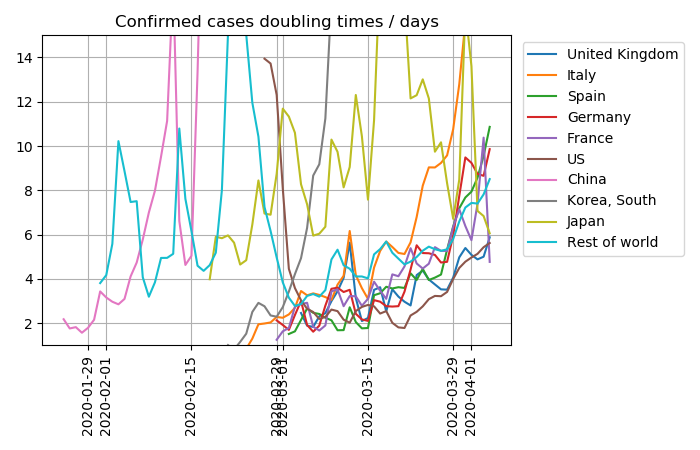 Confirmed cases doubling times / days
14
12
10
8
6
4
2
2020-01-29
2020-02-01
2020-02-15
2020-02-29
2020-03-01
2020-03-15
2020-03-29
2020-04-01
United Kingdom
Italy
Spain
Germany
France
US
China
Korea, South
Japan
Rest of world